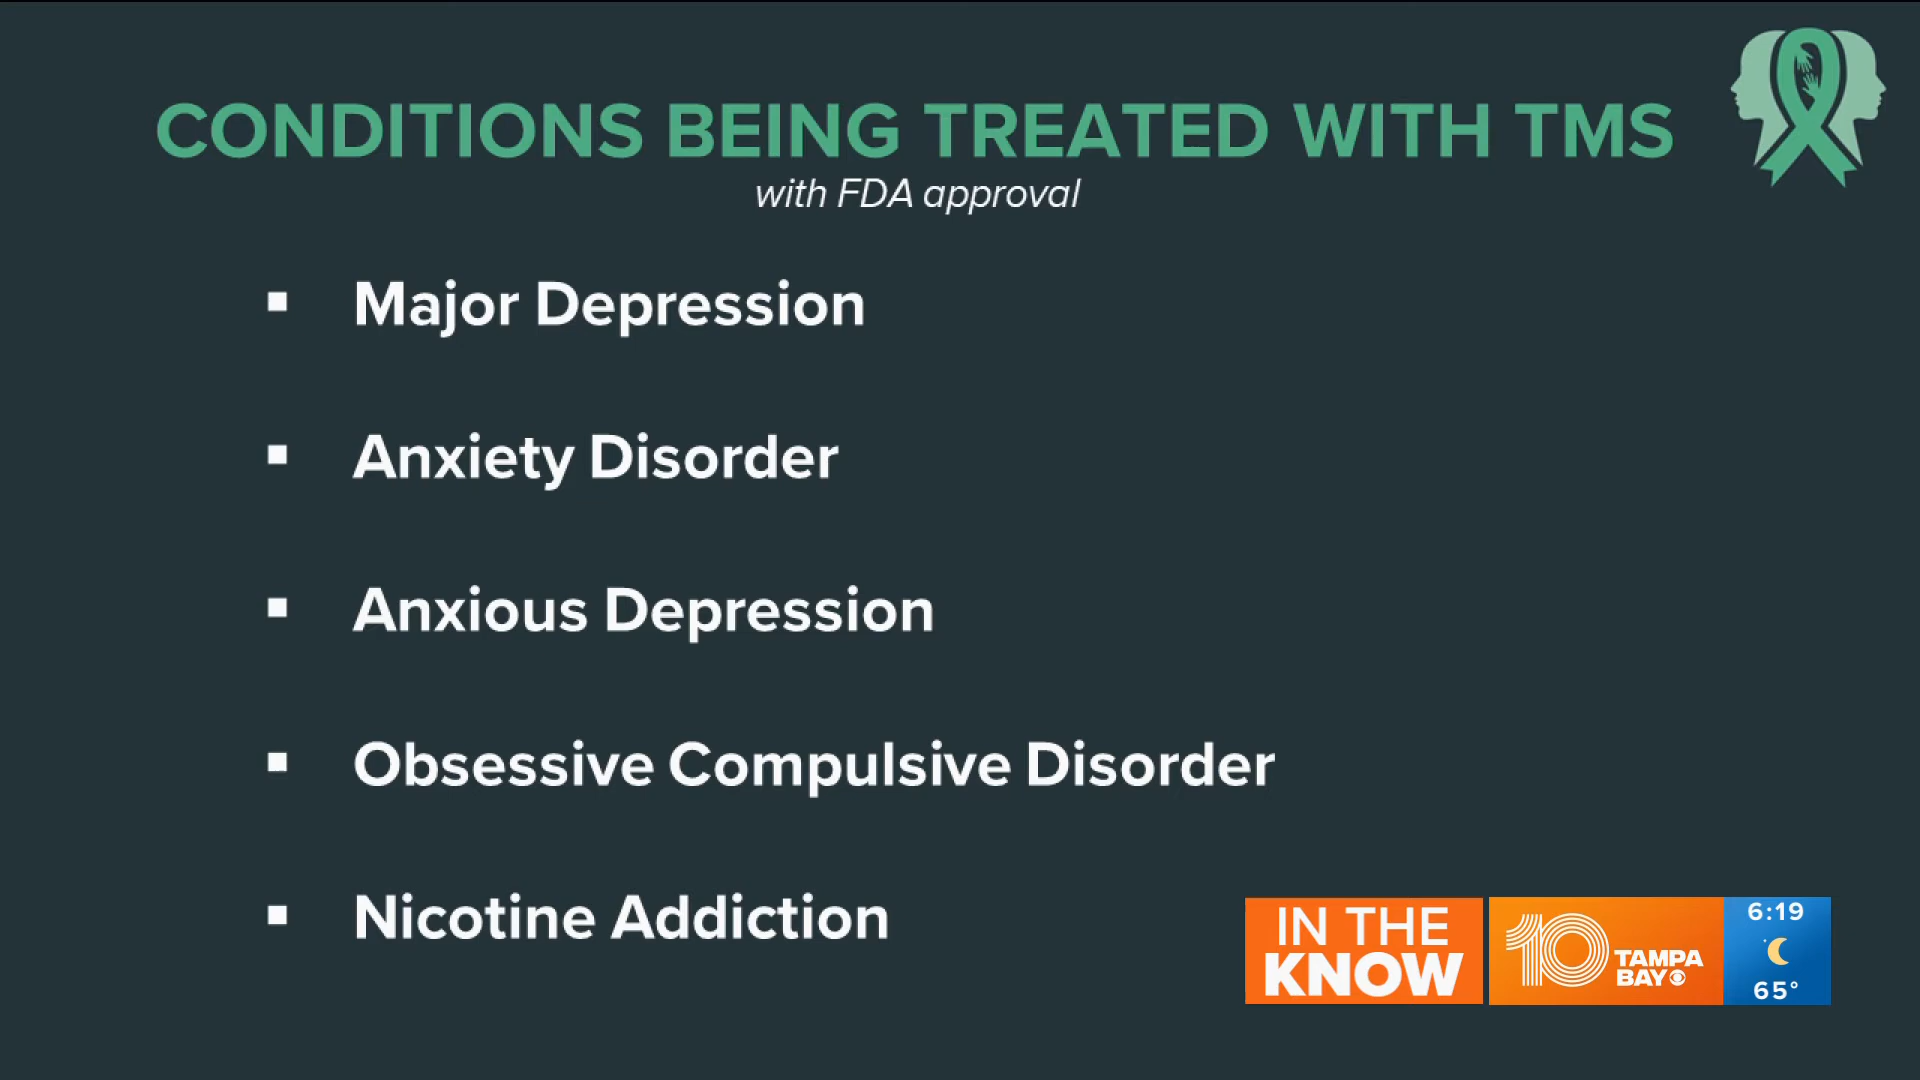 CONDITIONS BEING TREATED WITH TMS
with FDA approval
▪ Major Depression
▪ Anxiety Disorder
▪ Anxious Depression
▪ Obsessive Compulsive Disorder
▪ Nicotine Addiction
IN THE
KNOW
10 TAMPA
BAY
6:19
65°